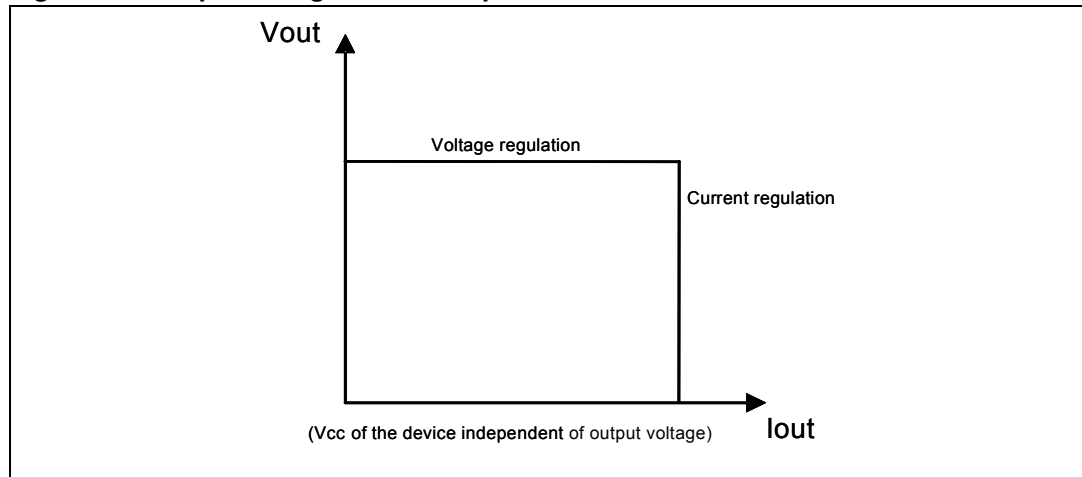 Vout
Voltage regulation
Current regulation
(Vcc of the device independent of output voltage)
Iout